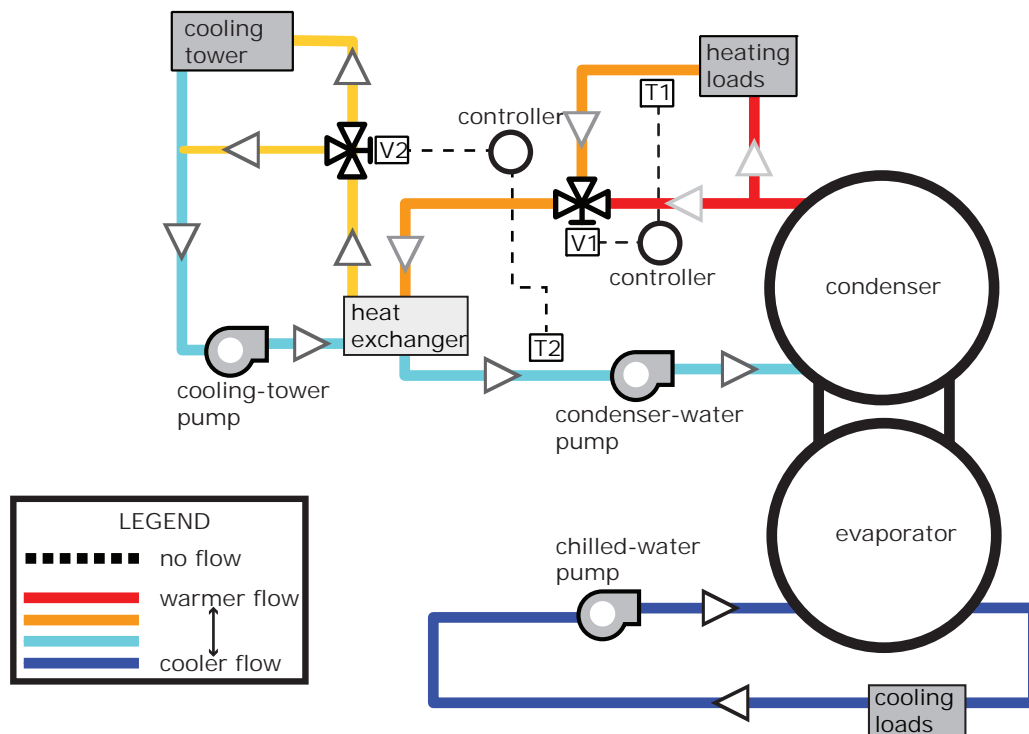 cooling
tower
heating
loads
T1
controller
V2
V1
controller
condenser
heat
exchanger
T2
cooling-tower
pump
condenser-water
pump
LEGEND
no flow
warmer flow
cooler flow
evaporator
chilled-water
pump
cooling
loads